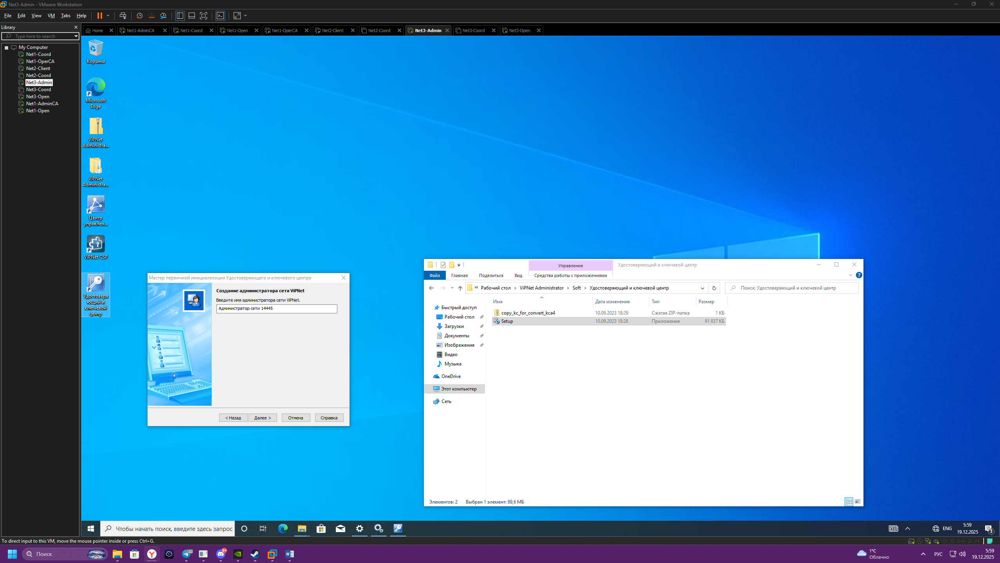 Net3-Admin - VMware Workstation
File Edit View VM Tabs Help
Library
Type here to search
My Computer
Net1-Coord
Net1-OperCA
Net2-Client
Net2-Coord
Net3-Admin
Net3-Coord
Net3-Open
Net1-AdminCA
Net1-Open
Home Net1-AdminCA Net1-Coord Net1-Open Net1-OperCA Net2-Client Net2-Coord Net3-Admin Net3-Coord Net3-Open
Корзина
Microsoft
Edge
ViPNet
Administra...
ViPNet
Administra...
Центр
управлен...
ViPNet CSP
Удостоверя
ющий и
ключевой
центр
Мастер первичной инициализации Удостоверяющего и ключевого центра
Создание администратора сети ViPNet
Введите имя администратора сети ViPNet.
Администратор сети 14445
< Назад Далее > Отмена Справка
Управление Удостоверяющий и ключевой центр
Файл Главная Поделиться Вид Средства работы с приложениями
« Рабочий стол › ViPNet Administrator › Soft › Удостоверяющий и ключевой центр
Поиск: Удостоверяющий и ключевой центр
Быстрый доступ
Рабочий стол
Загрузки
Документы
Изображения
Видео
Музыка
OneDrive
Этот компьютер
Сеть
Имя Дата изменения Тип Размер
copy_kc_for_convert_kca4 10.09.2023 18:29 Сжатая ZIP-папка 1 КБ
Setup 10.09.2023 18:28 Приложение 91 837 КБ
Элементов: 2 Выбран 1 элемент: 89,6 МБ
Чтобы начать поиск, введите здесь запрос
ENG
5:59
19.12.2025
3
To direct input to this VM, move the mouse pointer inside or press Ctrl+G.
Поиск
42
9+
1°C
Облачно
РУС
5:59
19.12.2025